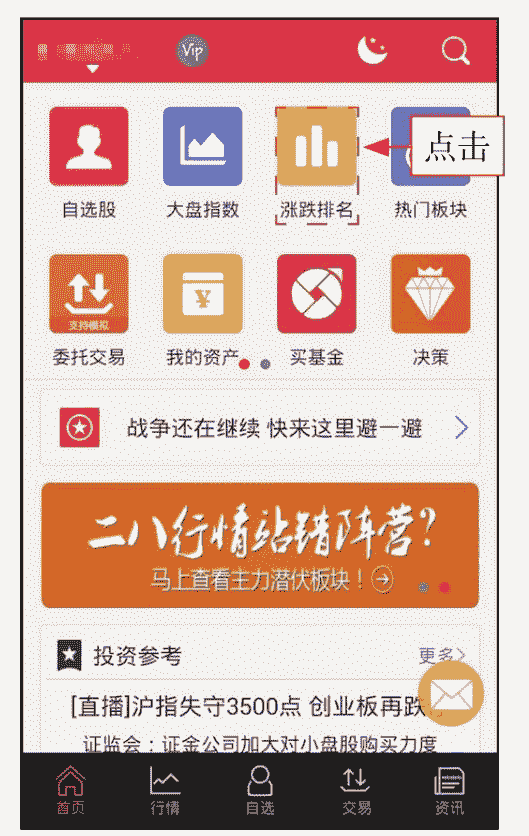 Vip
点击
自选股 大盘指数 涨跌排名 热门板块
支持模拟
¥
委托交易 我的资产 买基金 决策
战争还在继续 快来这里避一避
二八行情站错阵营?
马上查看主力潜伏板块!
投资参考 更多
[直播]沪指失守3500点 创业板再跌
证监会:证金公司加大对小盘股购买力度
首页 行情 自选 交易 资讯